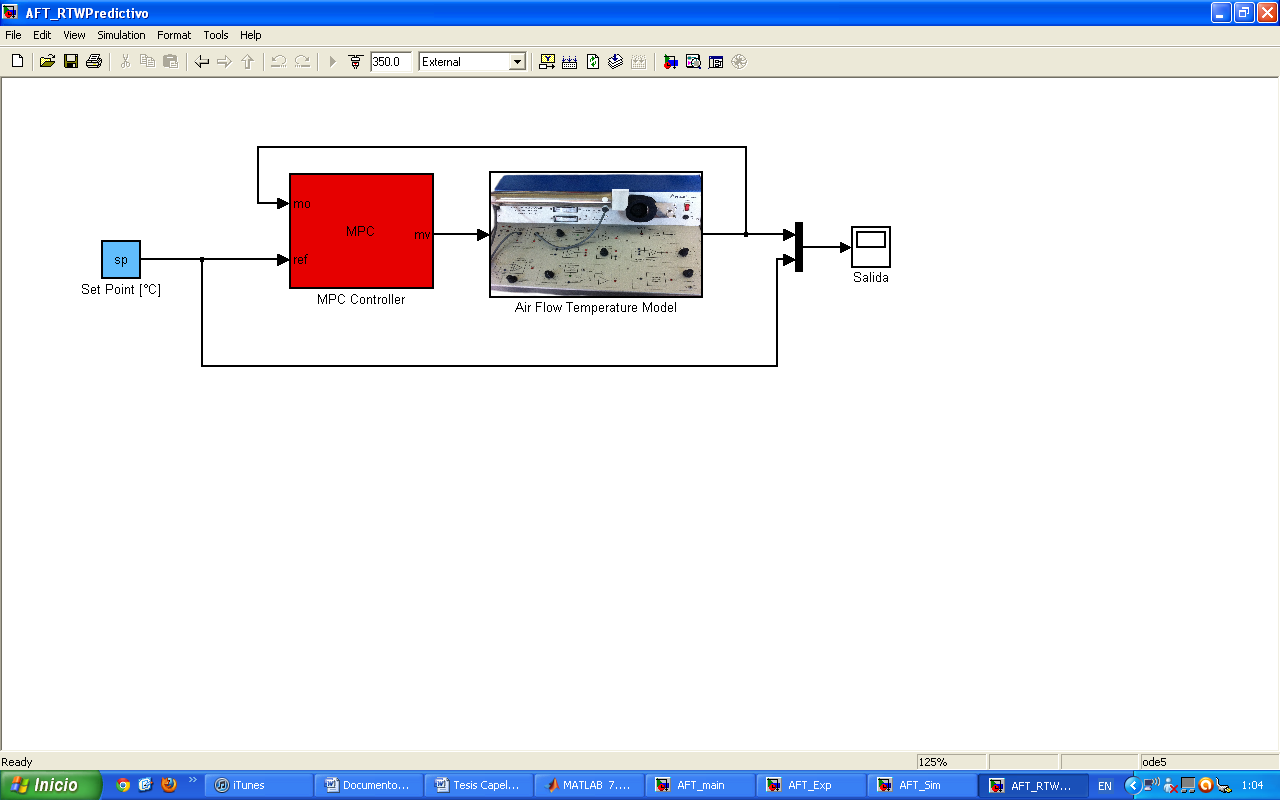 AFT_RTWPredictivo
File Edit View Simulation Format Tools Help
350.0 External
mo
MPC
mv
ref
MPC Controller
sp
Set Point [°C]
Air Flow Temperature Model
Salida
Ready 125% ode5
Inicio iTunes Documento... Tesis Capel... MATLAB 7.... AFT_main AFT_Exp AFT_Sim AFT_RTW... EN 1:04